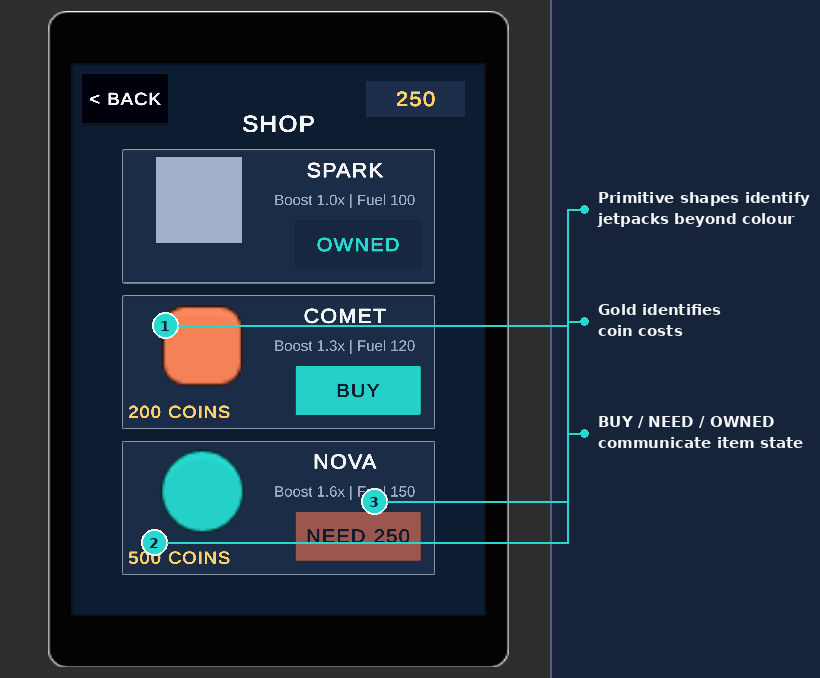 < BACK
250
SHOP
SPARK
Boost 1.0x | Fuel 100
OWNED
COMET
1
Boost 1.3x | Fuel 120
BUY
200 COINS
NOVA
Boost 1.6x | 150
3
NEED 250
2
500 COINS
Primitive shapes identify
jetpacks beyond colour
Gold identifies
coin costs
BUY / NEED / OWNED
communicate item state